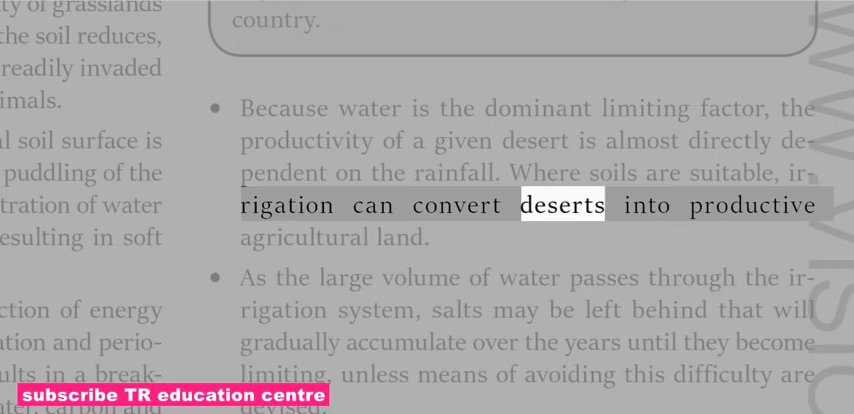 ty of grasslands
the soil reduces,
readily invaded
imals.
l soil surface is
puddling of the
tration of water
esulting in soft
ction of energy
ation and perio-
ults in a break-
ater, carbon and
country.
• Because water is the dominant limiting factor, the
productivity of a given desert is almost directly de-
pendent on the rainfall. Where soils are suitable, ir-
rigation can convert deserts into productive
agricultural land.
• As the large volume of water passes through the ir-
rigation system, salts may be left behind that will
gradually accumulate over the years until they become
limiting, unless means of avoiding this difficulty are
devised.
subscribe TR education centre